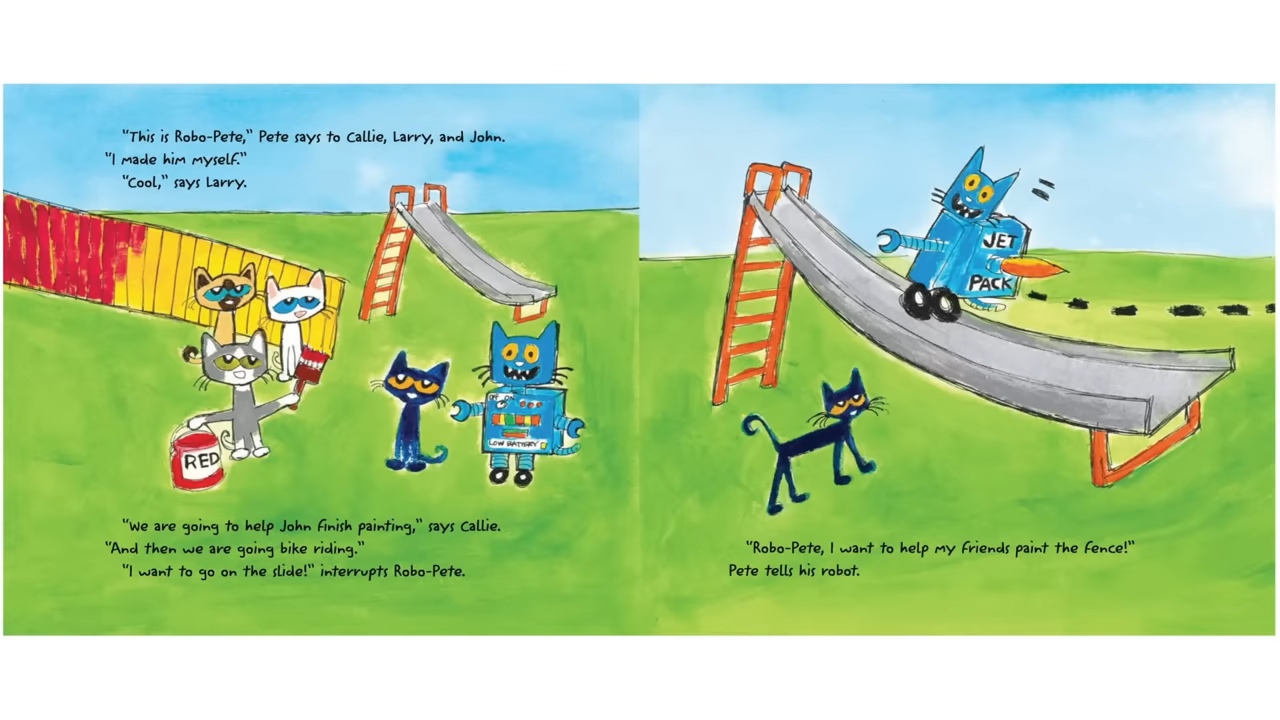 "This is Robo-Pete," Pete says to Callie, Larry, and John.
"I made him myself."
"Cool," says Larry.
RED
OFF ON
LOW BATTERY
"We are going to help John finish painting," says Callie.
"And then we are going bike riding."
"I want to go on the slide!" interrupts Robo-Pete.
JET
PACK
"Robo-Pete, I want to help my friends paint the fence!"
Pete tells his robot.